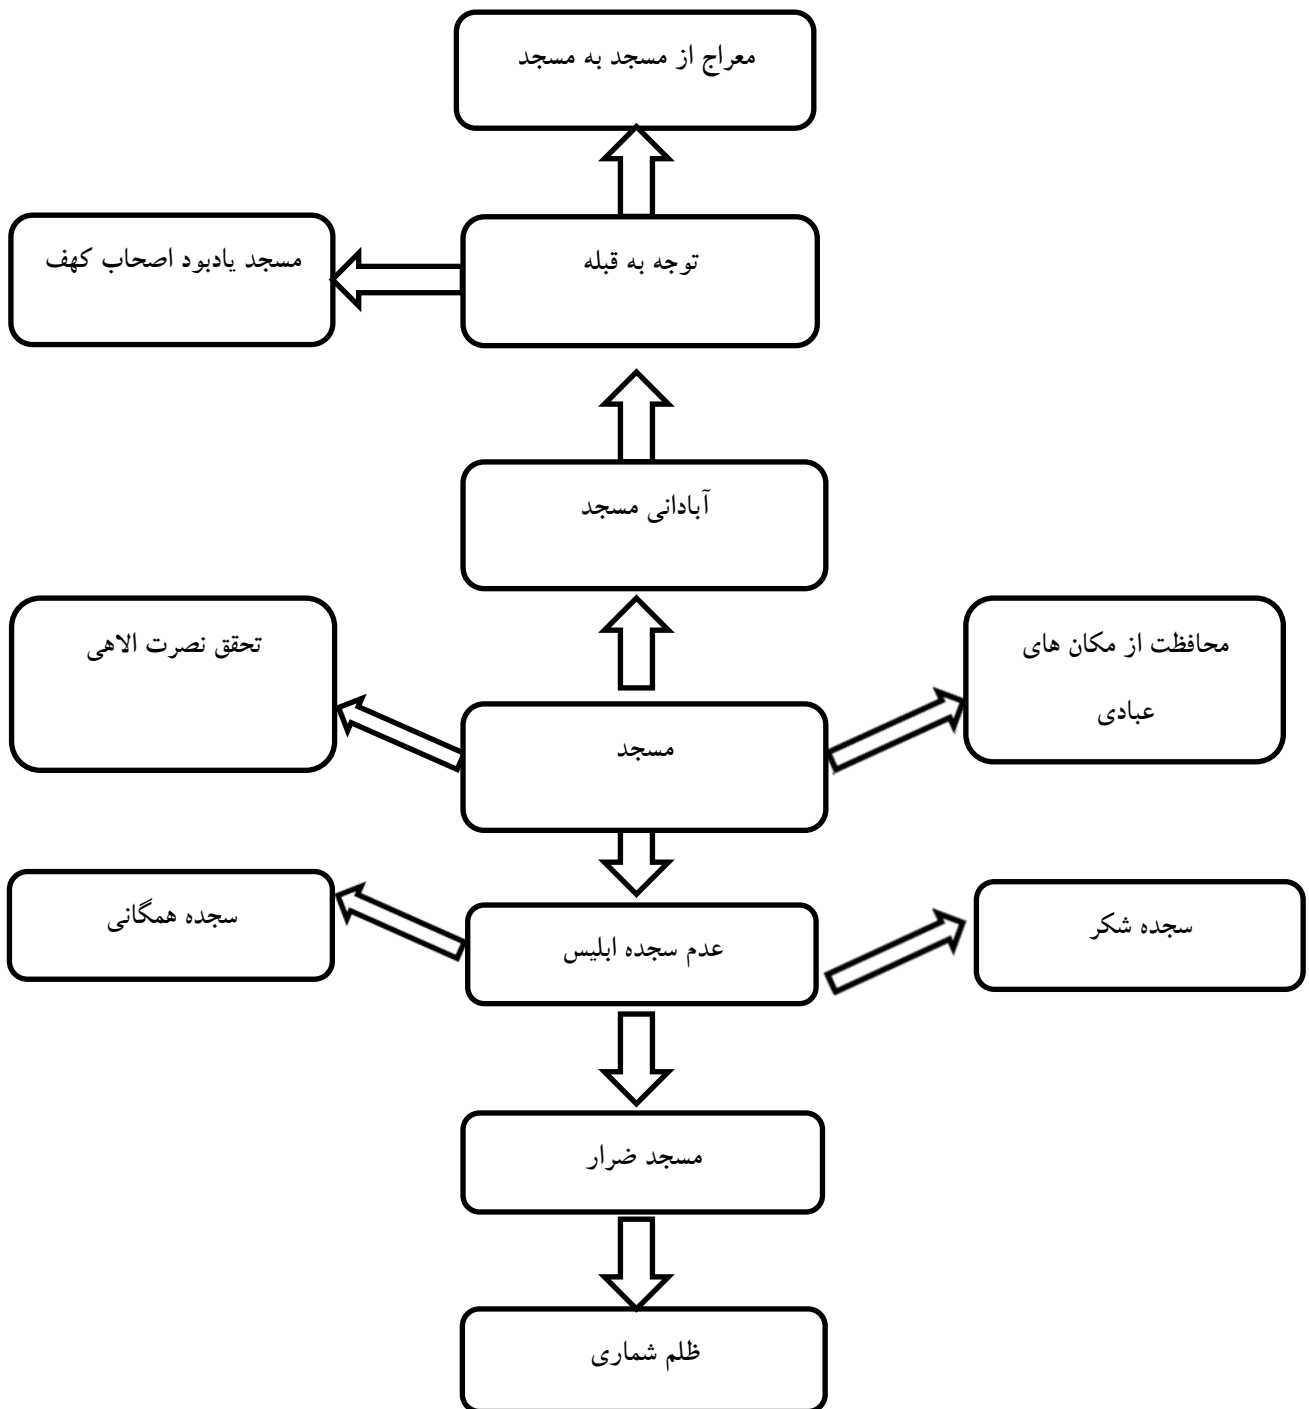 معراج از مسجد به مسجد
توجه به قبله
مسجد یادبود اصحاب کهف
آبادانی مسجد
محافظت از مکان های
عبادی
تحقق نصرت الاهی
مسجد
سجده شکر
عدم سجده ابلیس
سجده همگانی
مسجد ضرار
ظلم شماری